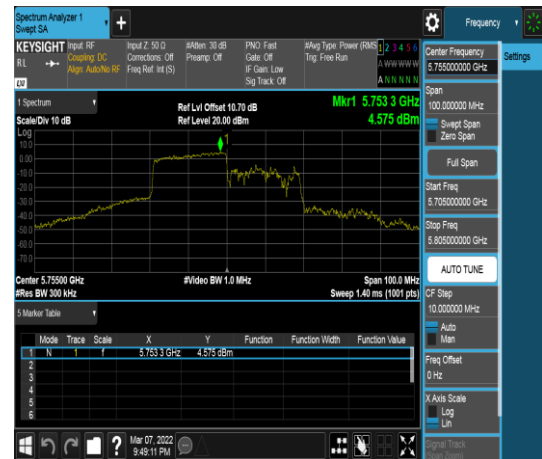 Spectrum Analyzer 1
Swept SA
+
Frequency
KEYSIGHT Input: RF Input Z: 50 Ω #Atten: 30 dB PNO: Fast #Avg Type: Power (RMS 1 2 3 4 5 6
RL Coupling: DC Corrections: Off Preamp: Off Gate: Off Trig: Free Run A W W W W W
Align: Auto/No RF Freq Ref: Int (S) IF Gain: Low A N N N N N
Sig Track: Off
LXI
1 Spectrum
Scale/Div 10 dB
Ref Lvl Offset 10.70 dB
Ref Level 20.00 dBm
Mkr1 5.753 3 GHz
4.575 dBm
Log
1
10.0
0.00
-10.0
-20.0
-30.0
-40.0
-50.0
-60.0
-70.0
Center 5.75500 GHz #Video BW 1.0 MHz Span 100.0 MHz
#Res BW 300 kHz Sweep 1.40 ms (1001 pts)
5 Marker Table
Mode Trace Scale X Y Function Function Width Function Value
1 N 1 f 5.753 3 GHz 4.575 dBm
2
3
4
5
6
Mar 07, 2022
9:49:11 PM
Settings
Center Frequency
5.755000000 GHz
Span
100.000000 MHz
Swept Span
Zero Span
Full Span
Start Freq
5.705000000 GHz
Stop Freq
5.805000000 GHz
AUTO TUNE
CF Step
10.000000 MHz
Auto
Man
Freq Offset
0 Hz
X Axis Scale
Log
Lin
Signal Track
(Span Zoom)